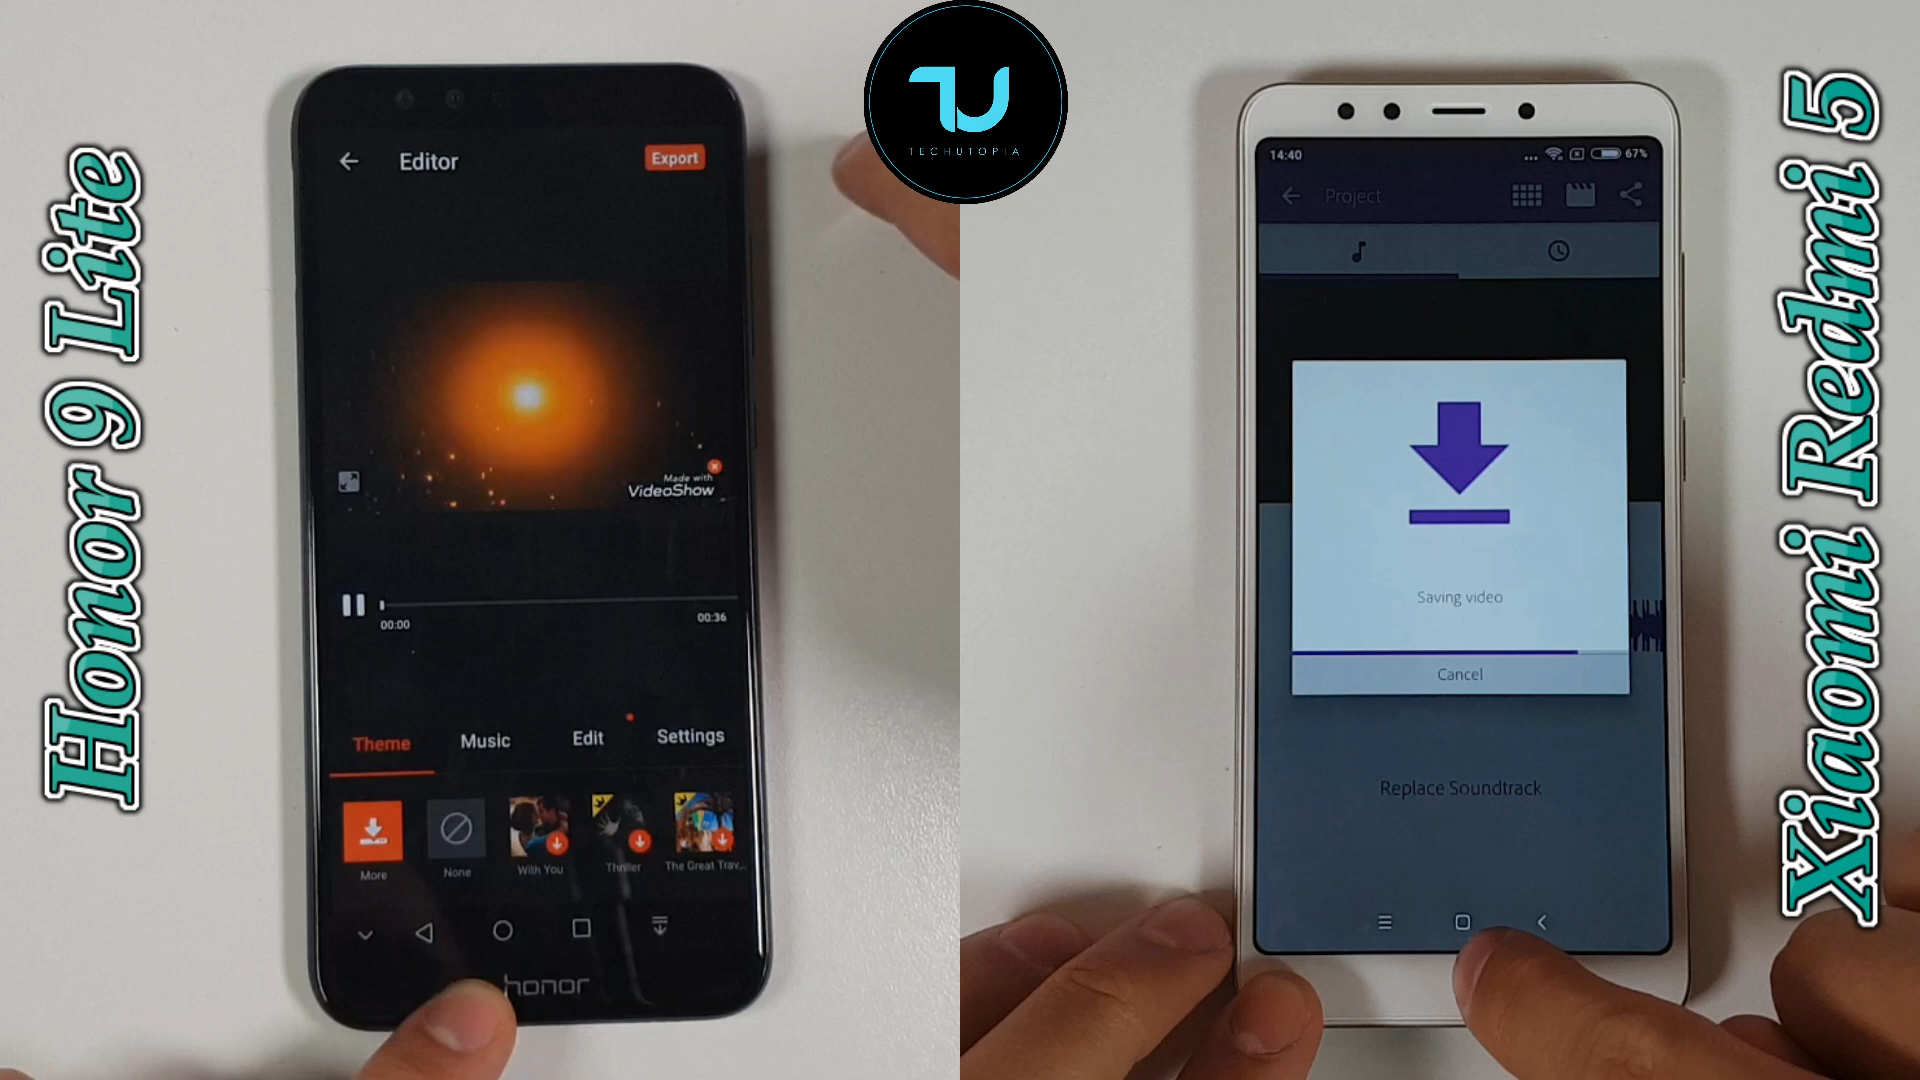 Honor 9 Lite
Editor
Export
Made with
VideoShow
00:00
00:36
Theme
Music
Edit
Settings
More
None
With You
Thriller
The Great Trav...
honor
TU
TECHUTOPIA
14:40
67%
Project
Saving video
Cancel
Replace Soundtrack
Xiaomi Redmi 5